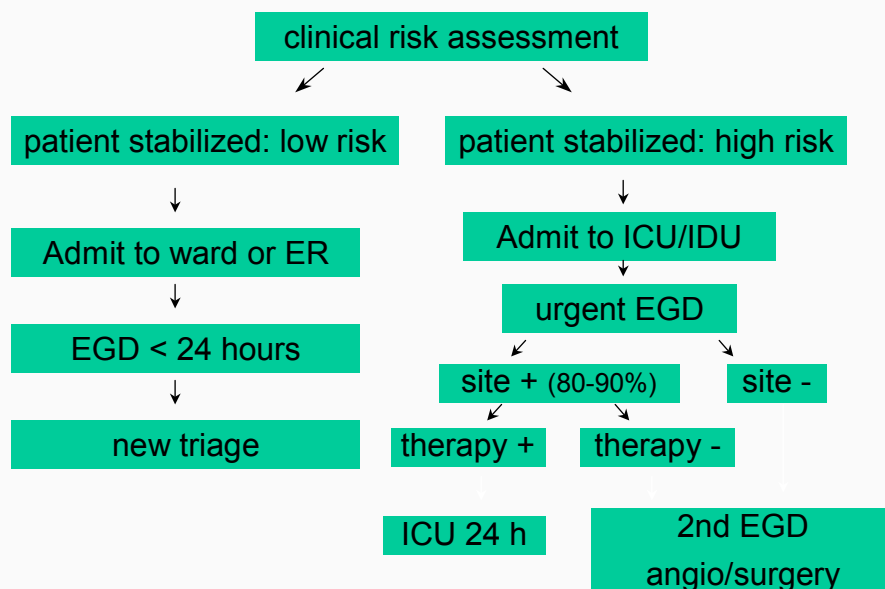 clinical risk assessment
patient stabilized: low risk
patient stabilized: high risk
Admit to ward or ER
Admit to ICU/IDU
EGD < 24 hours
urgent EGD
site + (80-90%)
site -
new triage
therapy +
therapy -
ICU 24 h
2nd EGD
angio/surgery